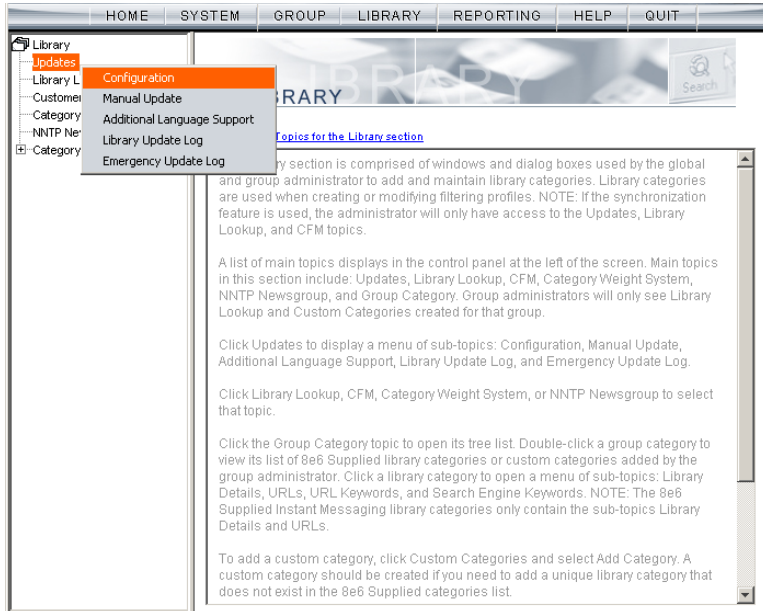 HOME SYSTEM GROUP LIBRARY REPORTING HELP QUIT
Library
Updates
Library L
Customer
Category
NNTP Ne
Category
Configuration
Manual Update
Additional Language Support
Library Update Log
Emergency Update Log
BRARY
Search
Topics for the Library section
section is comprised of windows and dialog boxes used by the global
and group administrator to add and maintain library categories. Library categories
are used when creating or modifying filtering profiles. NOTE: If the synchronization
feature is used, the administrator will only have access to the Updates, Library
Lookup, and CFM topics.
A list of main topics displays in the control panel at the left of the screen. Main topics
in this section include: Updates, Library Lookup, CFM, Category Weight System,
NNTP Newsgroup, and Group Category. Group administrators will only see Library
Lookup and Custom Categories created for that group.
Click Updates to display a menu of sub-topics: Configuration, Manual Update,
Additional Language Support, Library Update Log, and Emergency Update Log.
Click Library Lookup, CFM, Category Weight System, or NNTP Newsgroup to select
that topic.
Click the Group Category topic to open its tree list. Double-click a group category to
view its list of 8e6 Supplied library categories or custom categories added by the
group administrator. Click a library category to open a menu of sub-topics: Library
Details, URLs, URL Keywords, and Search Engine Keywords. NOTE: The 8e6
Supplied Instant Messaging library categories only contain the sub-topics Library
Details and URLs.
To add a custom category, click Custom Categories and select Add Category. A
custom category should be created if you need to add a unique library category that
does not exist in the 8e6 Supplied categories list.